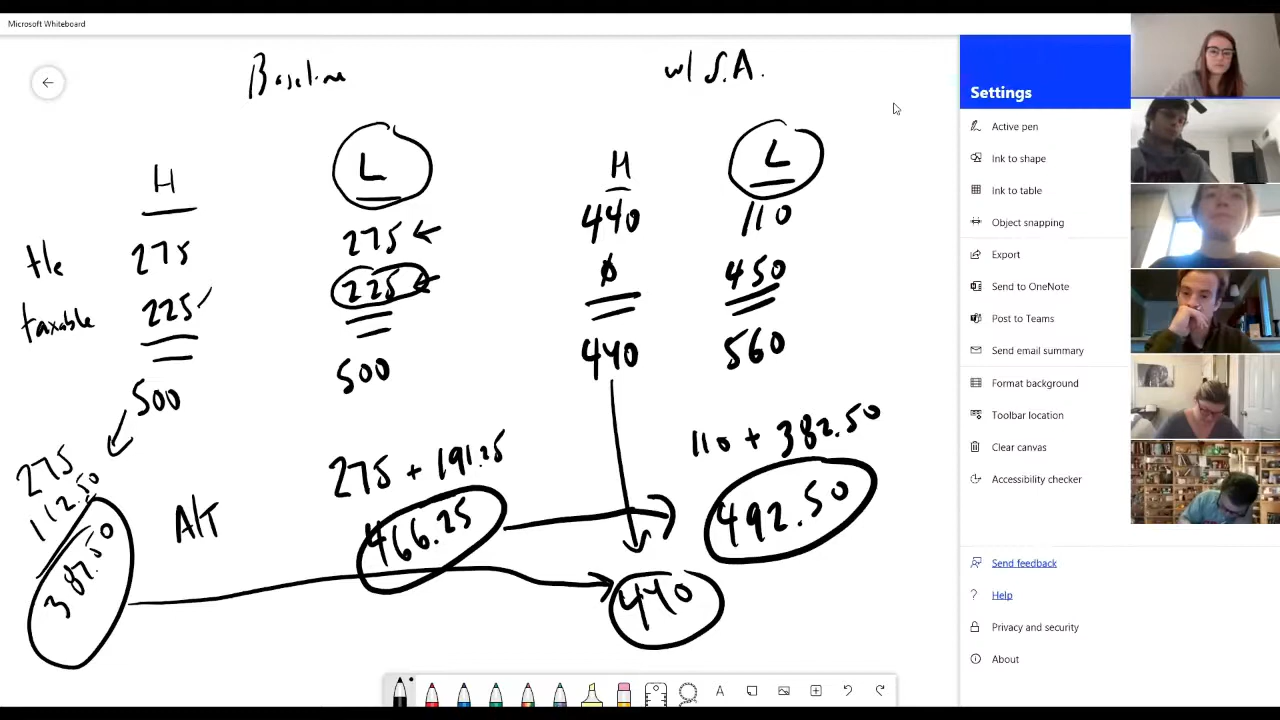 Microsoft Whiteboard
Baseline
w/ S.A.
H
L
H
L
t/e
275
275
440
110
taxable
225
225
Ø
450
500
500
440
560
275
112.50
387.50
A/T
275 + 191.25
466.25
110 + 382.50
492.50
440
Settings
Active pen
Ink to shape
Ink to table
Object snapping
Export
Send to OneNote
Post to Teams
Send email summary
Format background
Toolbar location
Clear canvas
Accessibility checker
Send feedback
Help
Privacy and security
About